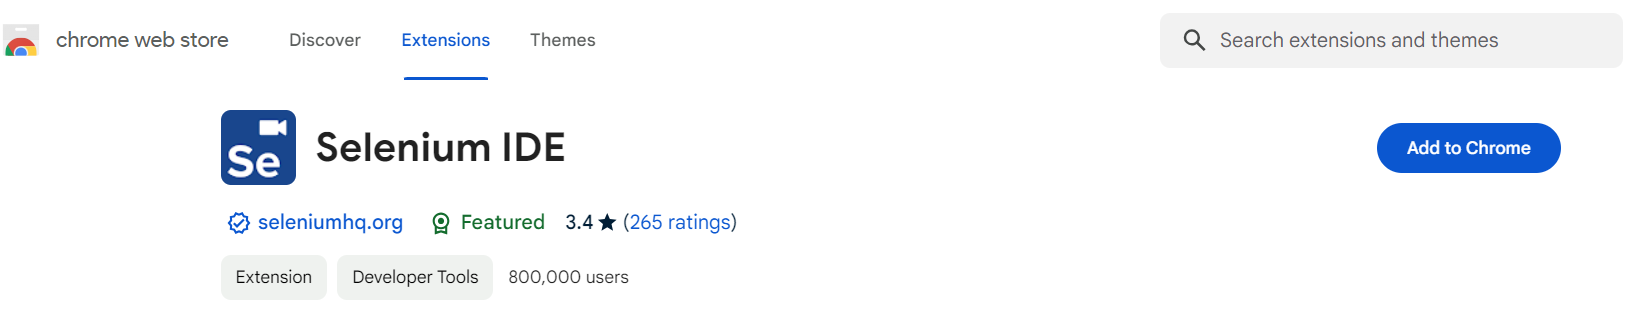 chrome web store Discover Extensions Themes Search extensions and themes
Se Selenium IDE Add to Chrome
seleniumhq.org Featured 3.4 ★ (265 ratings)
Extension Developer Tools 800,000 users